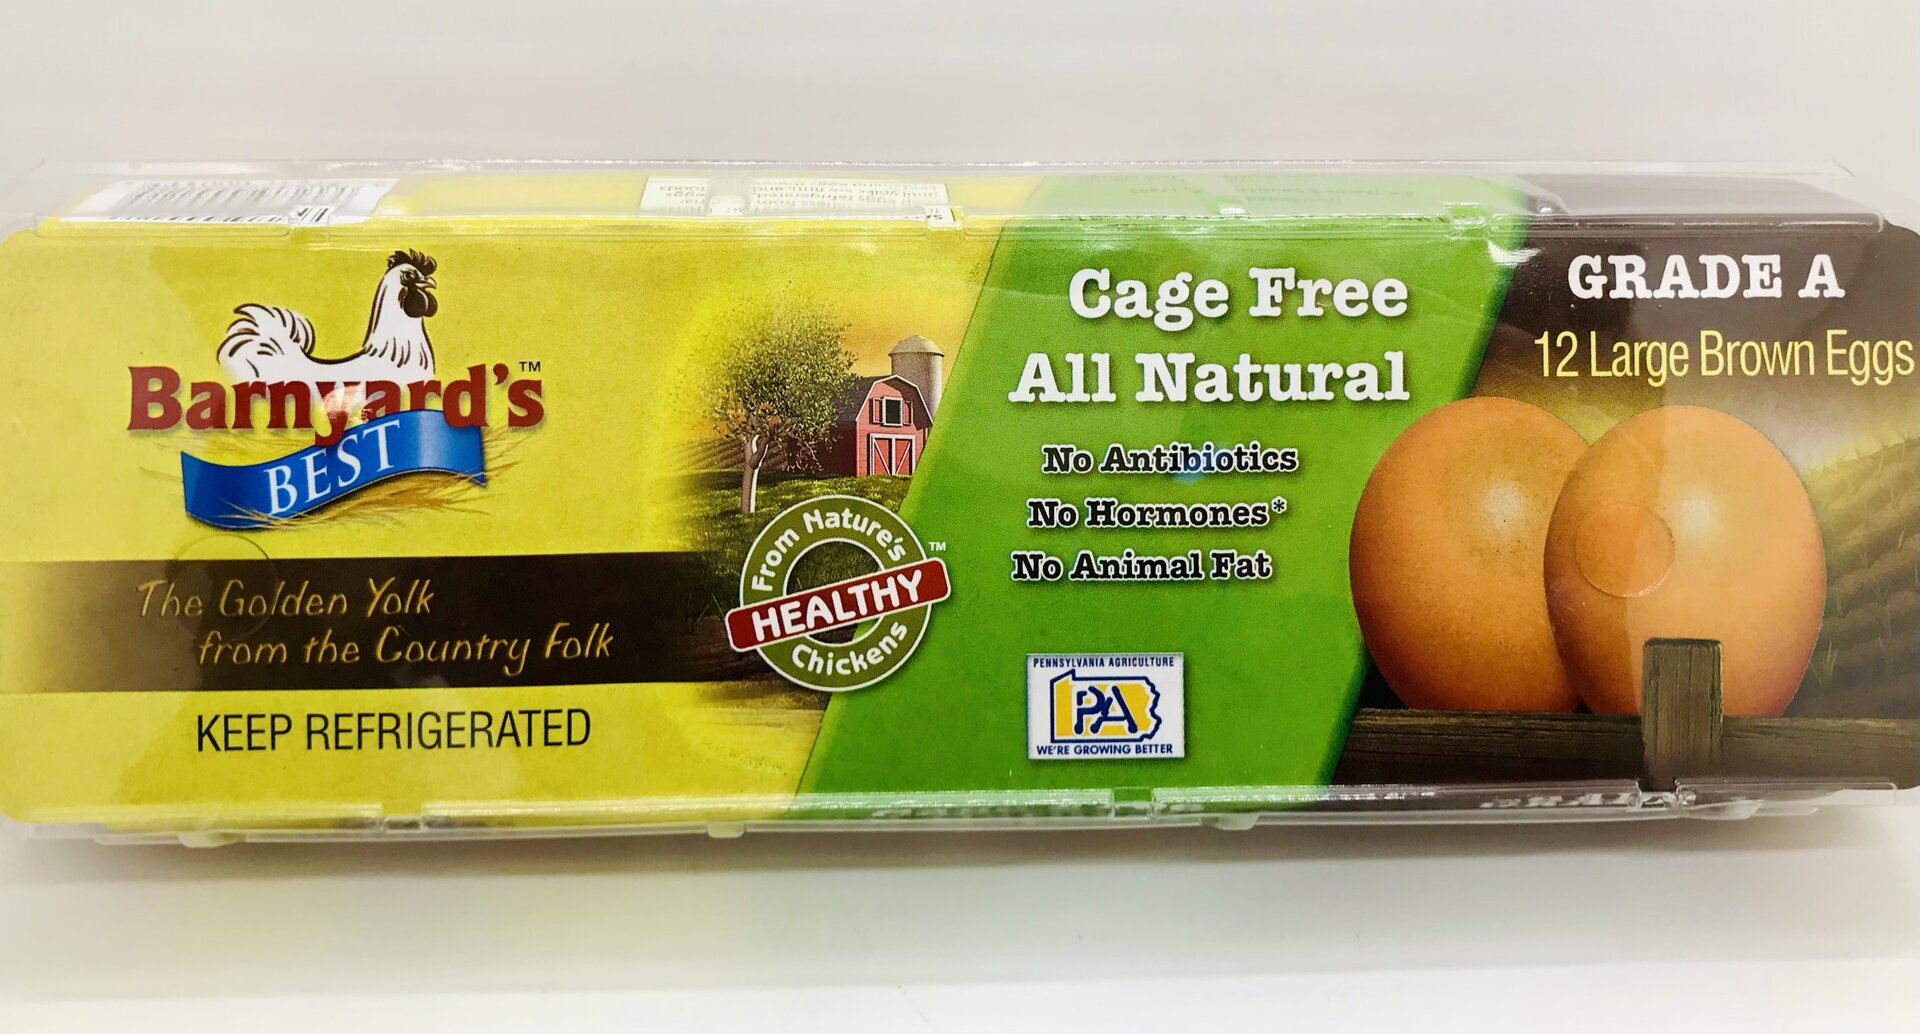 Barnyard's™
BEST
The Golden Yolk
from the Country Folk
KEEP REFRIGERATED
From Nature's
HEALTHY™
Chickens
Cage Free
All Natural
No Antibiotics
No Hormones*
No Animal Fat
PENNSYLVANIA AGRICULTURE
PA
WE'RE GROWING BETTER
GRADE A
12 Large Brown Eggs